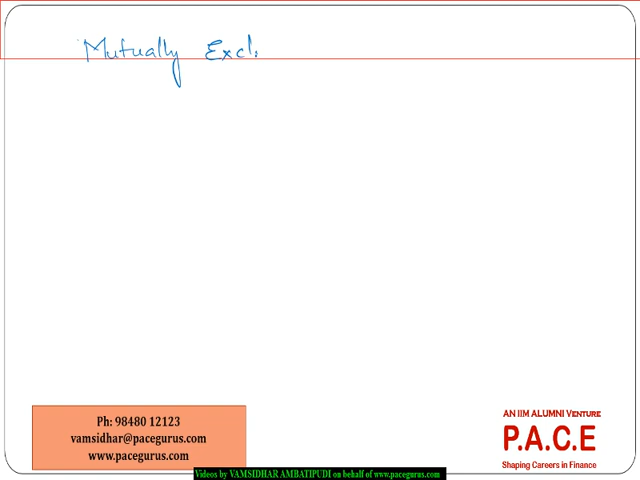 Mutually Excl.
Ph: 98480 12123
vamsidhar@pacegurus.com
www.pacegurus.com
AN IIM ALUMNI VENTURE
P.A.C.E
Shaping Careers in Finance
Videos by VAMSIDHAR AMBATIPUDI on behalf of www.pacegurus.com